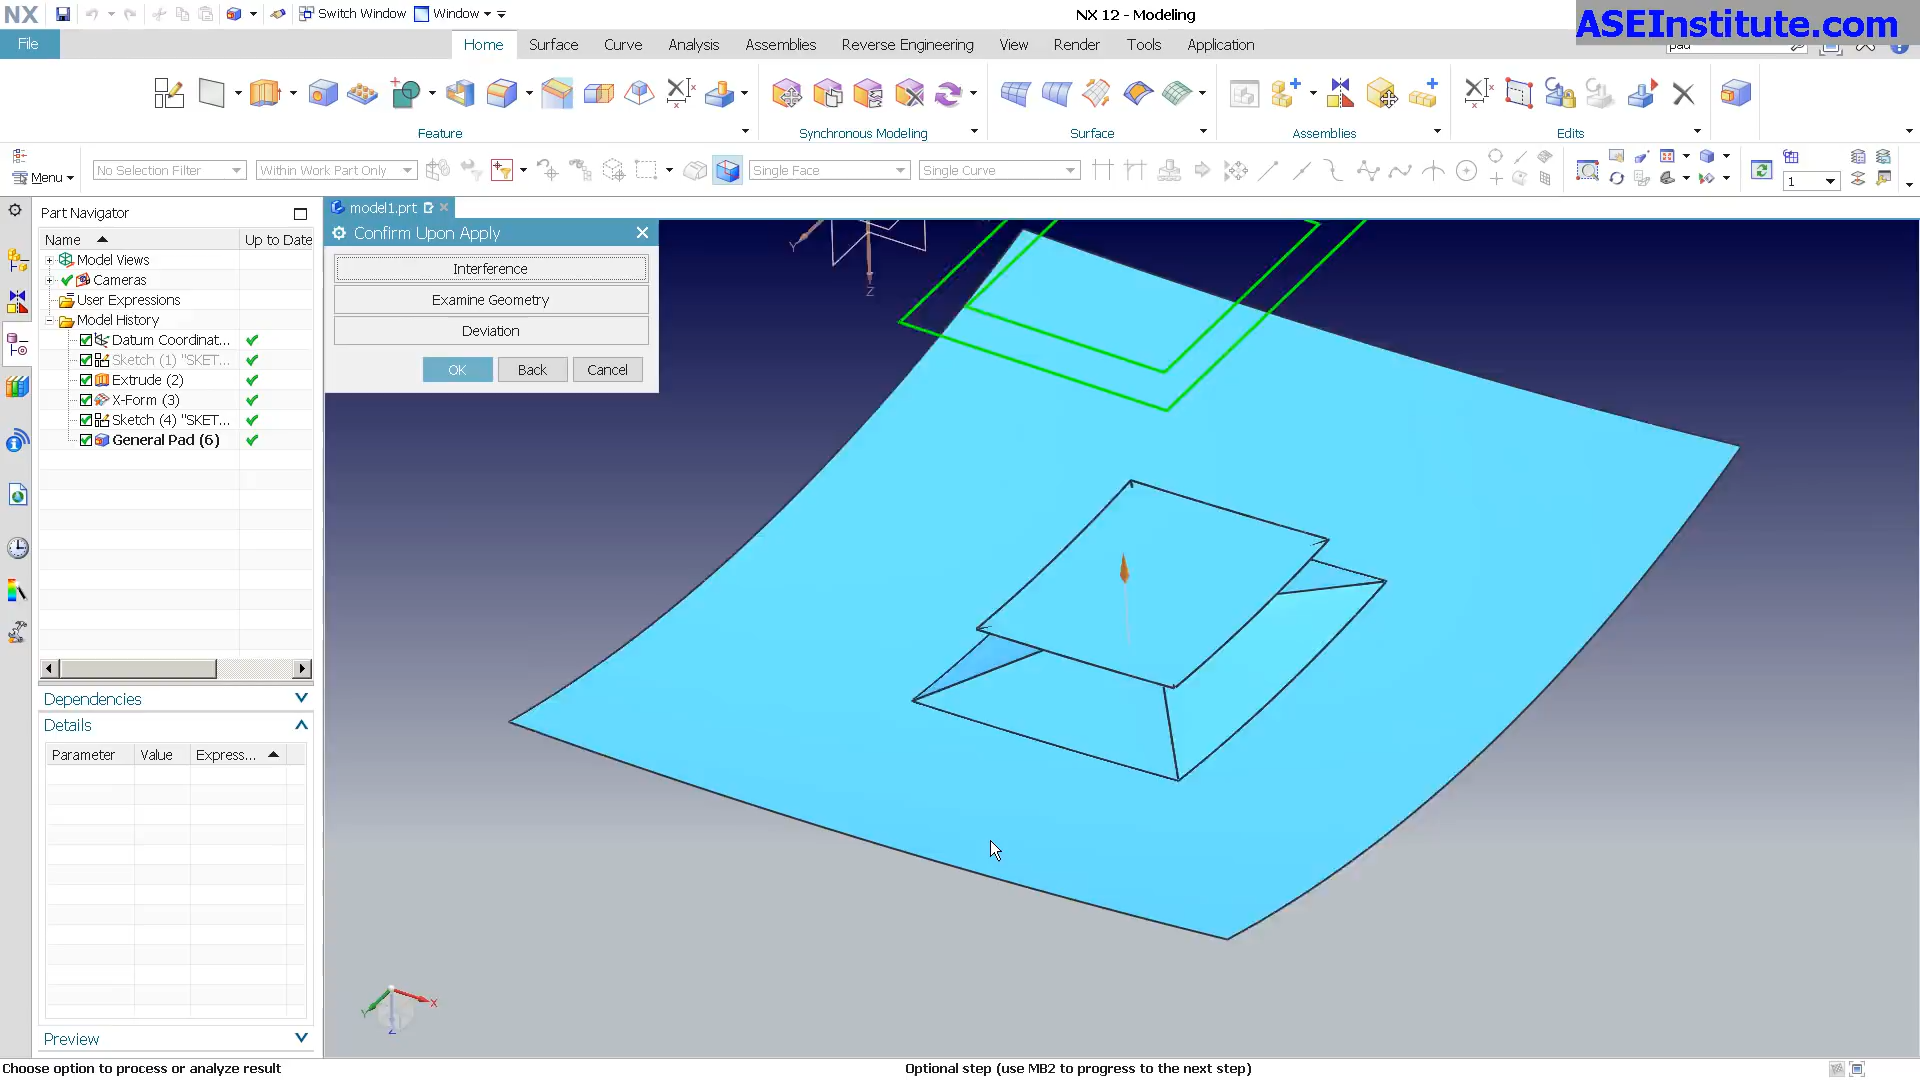 NX
Switch Window
Window
NX 12 - Modeling
ASEInstitute.com
File
Home
Surface
Curve
Analysis
Assemblies
Reverse Engineering
View
Render
Tools
Application
pad
Feature
Synchronous Modeling
Surface
Assemblies
Edits
Menu
No Selection Filter
Within Work Part Only
Single Face
Single Curve
1
Part Navigator
Name
Up to Date
Model Views
Cameras
User Expressions
Model History
Datum Coordinat...
Sketch (1) "SKET...
Extrude (2)
X-Form (3)
Sketch (4) "SKET...
General Pad (6)
Dependencies
Details
Parameter
Value
Express...
Preview
model1.prt
Confirm Upon Apply
Interference
Examine Geometry
Deviation
OK
Back
Cancel
Y
Z
X
Y
Z
Choose option to process or analyze result
Optional step (use MB2 to progress to the next step)